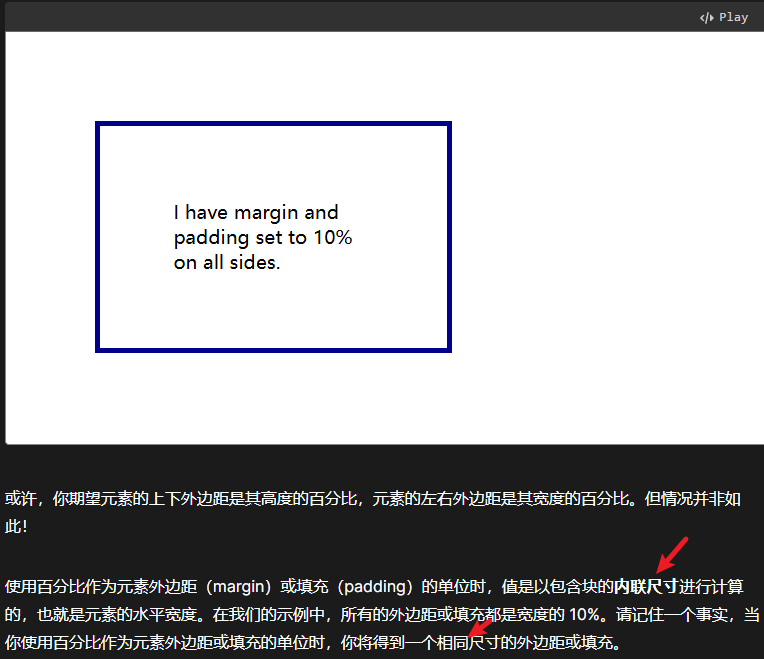 </> Play
I have margin and
padding set to 10%
on all sides.
或许，你期望元素的上下外边距是其高度的百分比，元素的左右外边距是其宽度的百分比。但情况并非如
此！
使用百分比作为元素外边距（margin）或填充（padding）的单位时，值是以包含块的内联尺寸进行计算
的，也就是元素的水平宽度。在我们的示例中，所有的外边距或填充都是宽度的 10%。请记住一个事实，当
你使用百分比作为元素外边距或填充的单位时，你将得到一个相同尺寸的外边距或填充。